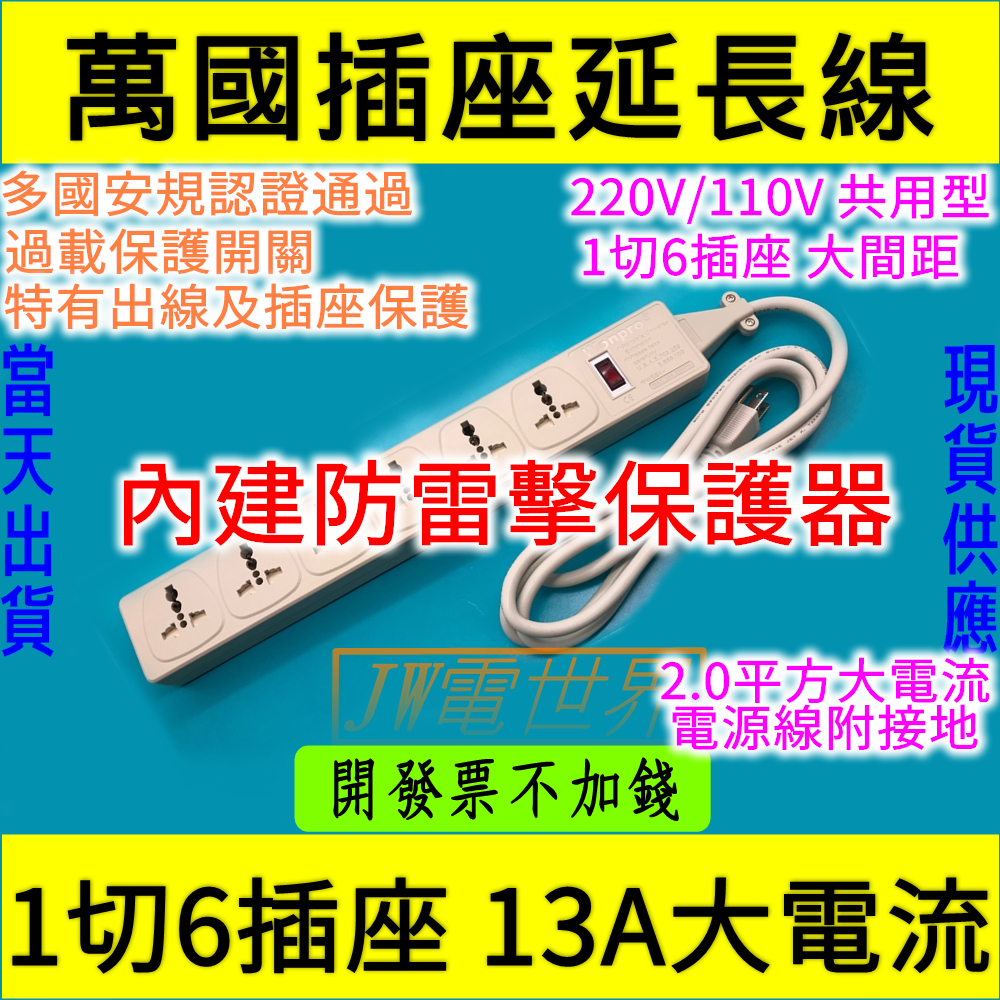 萬國插座延長線
多國安規認證通過
過載保護開關
特有出線及插座保護
220V/110V 共用型
1切6插座 大間距
當天出貨
現貨供應
內建防雷擊保護器
JW電世界
2.0平方大電流
電源線附接地
開發票不加錢
1切6插座 13A大電流